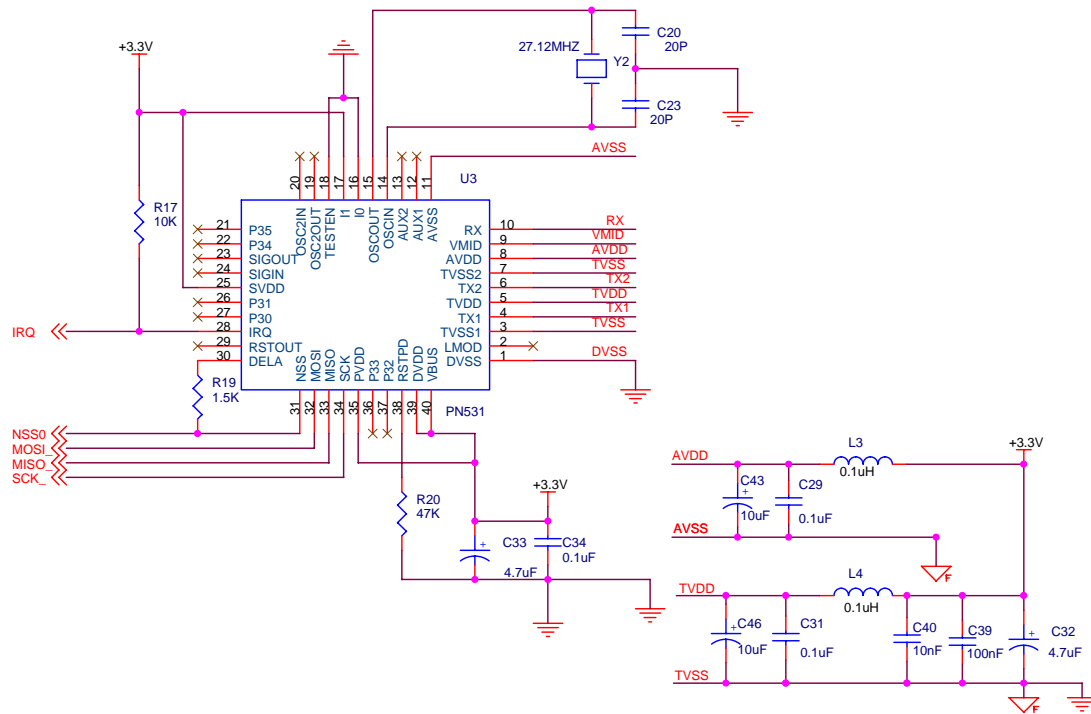 +3.3V
27.12MHZ
Y2
C20
20P
C23
20P
AVSS
U3
20
19
18
17
16
15
14
13
12
11
OSC2IN
OSC2OUT
TESTEN
I1
I0
OSCOUT
OSCIN
AUX2
AUX1
AVSS
R17
10K
21 P35
22 P34
23 SIGOUT
24 SIGIN
25 SVDD
26 P31
27 P30
IRQ 28 IRQ
29 RSTOUT
30 DELA
RX 10 RX
VMID 9 VMID
AVDD 8 AVDD
TVSS2 7 TVSS
TX2 6 TX2
TVDD 5 TVDD
TX1 4 TX1
TVSS1 3 TVSS
LMOD 2
DVSS 1 DVSS
NSS
MOSI
MISO
SCK
PVDD
P33
P32
RSTPD
DVDD
VBUS
31
32
33
34
35
36
37
38
39
40
PN531
R19
1.5K
NSS0
MOSI_
MISO_
SCK_
R20
47K
+3.3V
C33
4.7uF
C34
0.1uF
AVDD
L3
0.1uH
+3.3V
C43
10uF
C29
0.1uF
AVSS
F
TVDD
L4
0.1uH
C46
10uF
C31
0.1uF
C40
10nF
C39
100nF
C32
4.7uF
TVSS
F